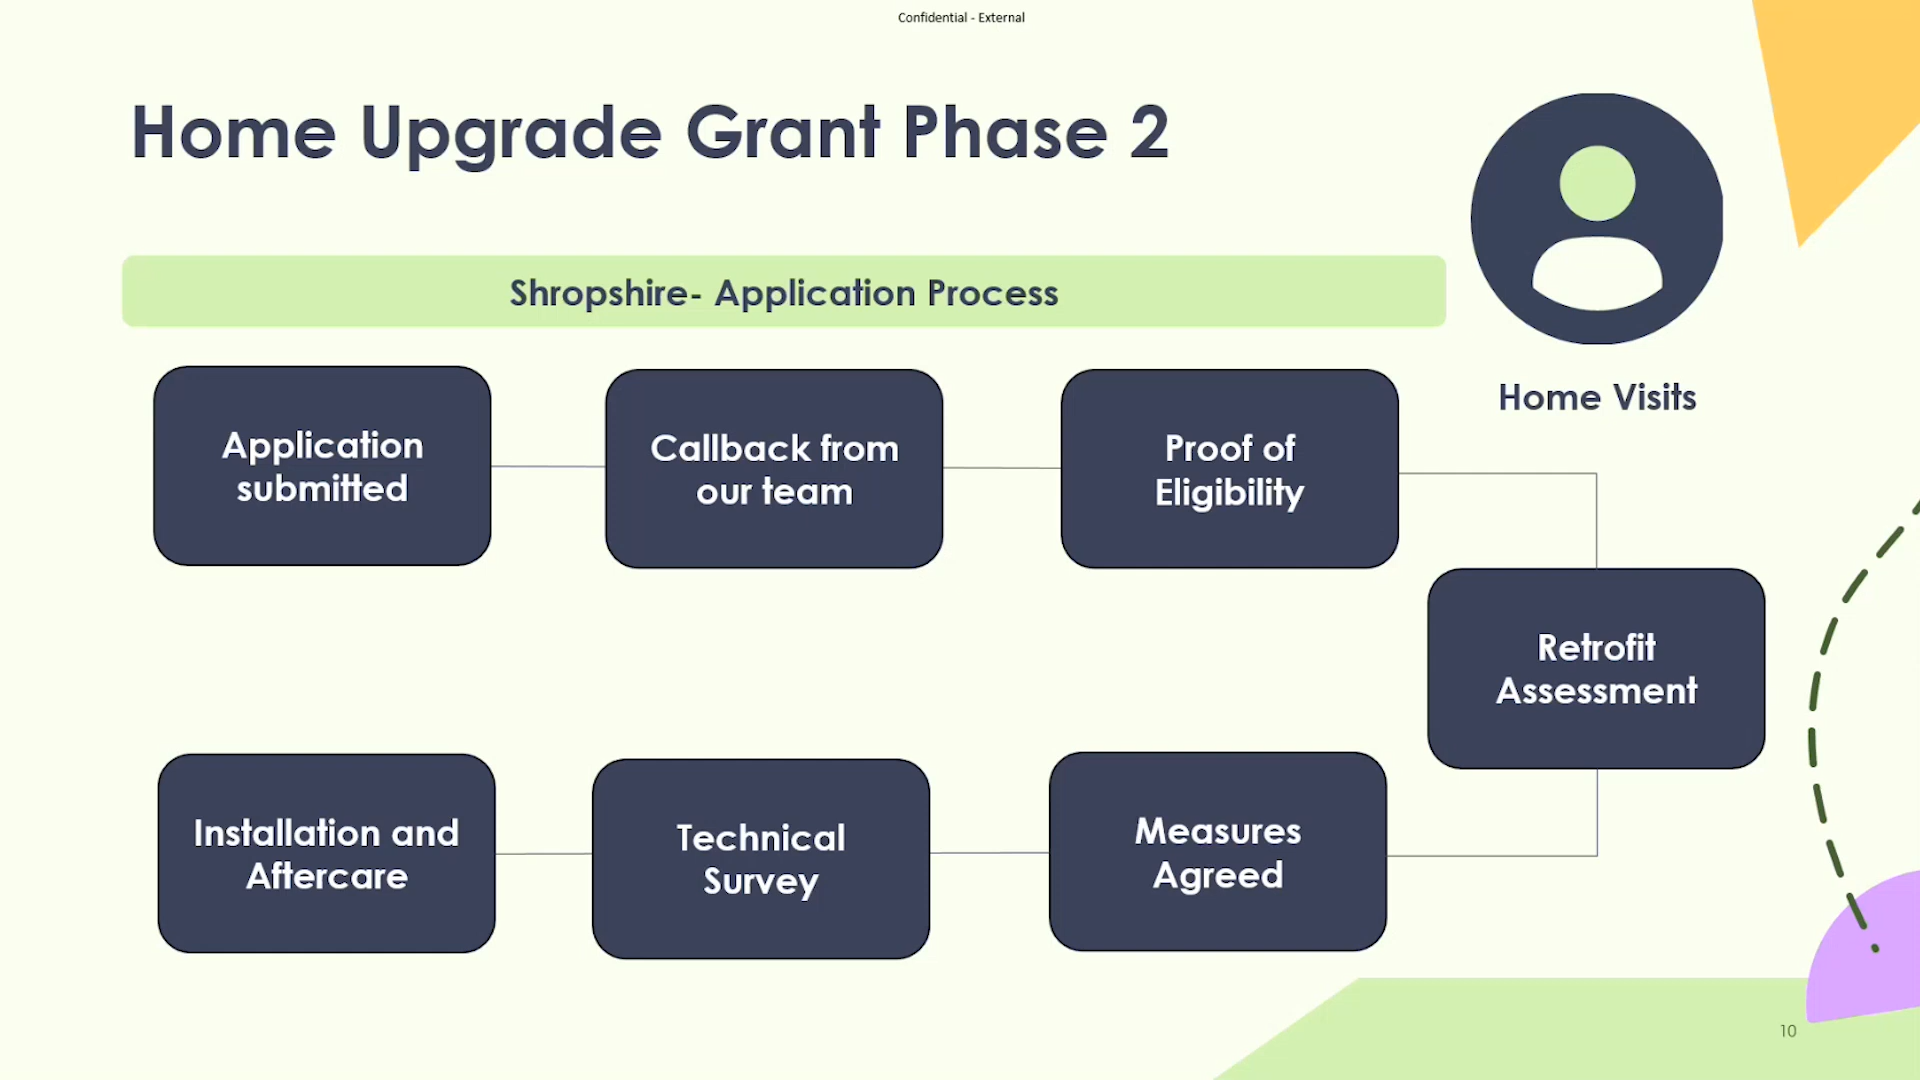 Confidential - External
Home Upgrade Grant Phase 2
Shropshire- Application Process
Home Visits
Application
submitted
Callback from
our team
Proof of
Eligibility
Retrofit
Assessment
Measures
Agreed
Technical
Survey
Installation and
Aftercare
10